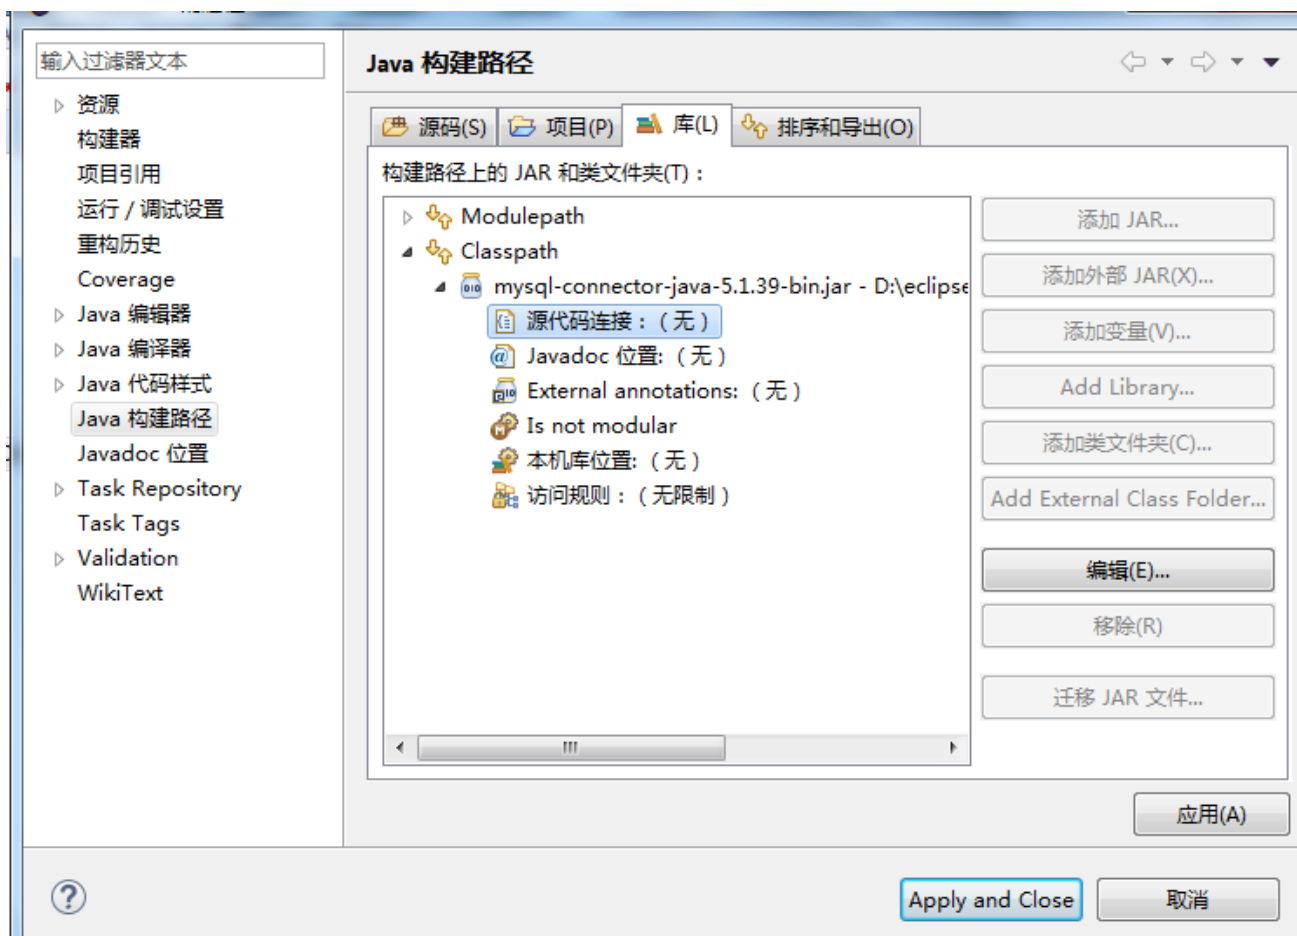 输入过滤器文本
资源
构建器
项目引用
运行 / 调试设置
重构历史
Coverage
Java 编辑器
Java 编译器
Java 代码样式
Java 构建路径
Javadoc 位置
Task Repository
Task Tags
Validation
WikiText
Java 构建路径
源码(S)
项目(P)
库(L)
排序和导出(O)
构建路径上的 JAR 和类文件夹(T)：
Modulepath
Classpath
mysql-connector-java-5.1.39-bin.jar - D:\eclipse
源代码连接：（无）
Javadoc 位置:（无）
External annotations:（无）
Is not modular
本机库位置:（无）
访问规则：（无限制）
添加 JAR...
添加外部 JAR(X)...
添加变量(V)...
Add Library...
添加类文件夹(C)...
Add External Class Folder...
编辑(E)...
移除(R)
迁移 JAR 文件...
应用(A)
Apply and Close
取消